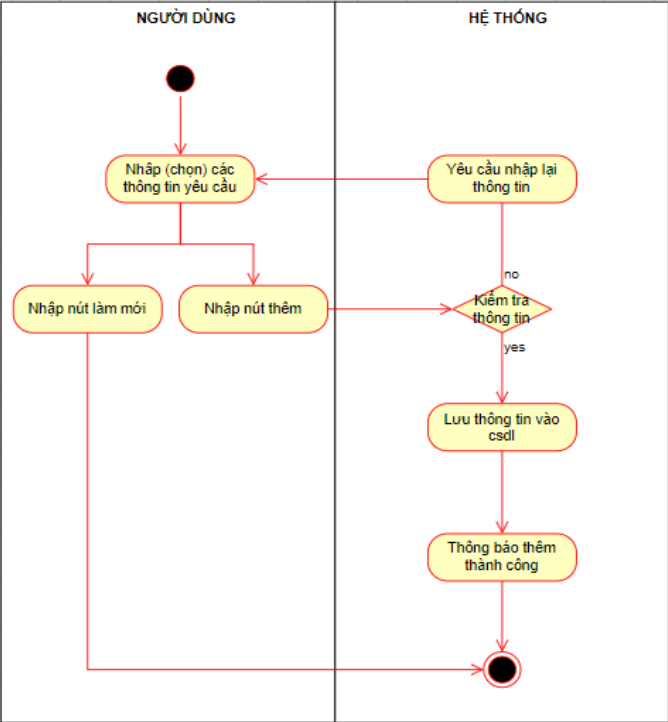 NGƯỜI DÙNG
HỆ THỐNG
Nhâp (chọn) các
thông tin yêu cầu
Yêu cầu nhập lại
thông tin
no
Nhập nút làm mới
Nhập nút thêm
Kiểm tra
thông tin
yes
Lưu thông tin vào
csdl
Thông báo thêm
thành công